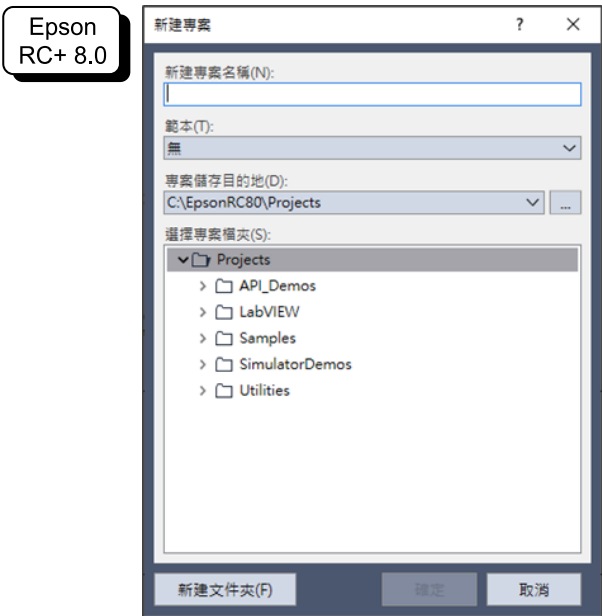 Epson
RC+ 8.0
新建專案
新建專案名稱(N):
範本(T):
無
專案儲存目的地(D):
C:\EpsonRC80\Projects
...
選擇專案檔夾(S):
Projects
API_Demos
LabVIEW
Samples
SimulatorDemos
Utilities
新建文件夾(F)
確定
取消